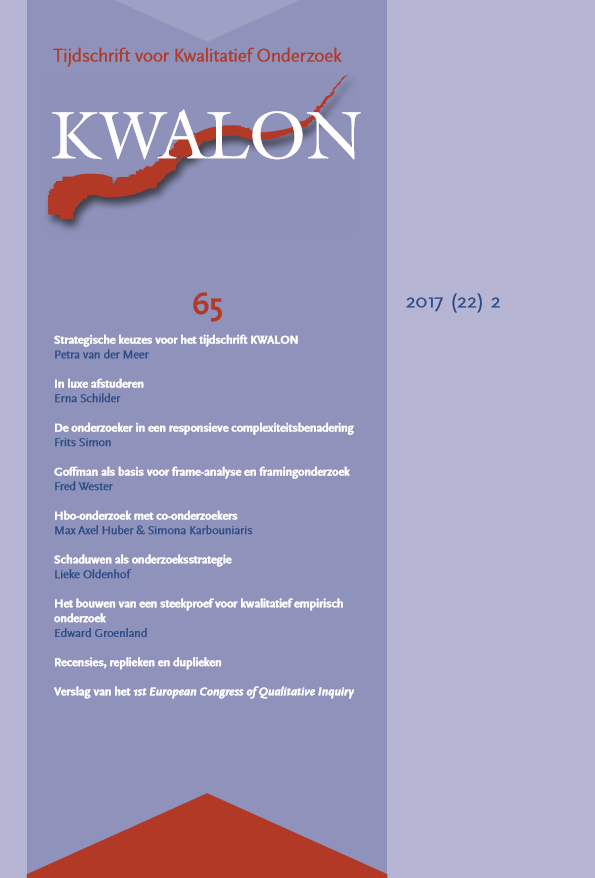 Tijdschrift voor Kwalitatief Onderzoek
KWALON
65
2017 (22) 2
Strategische keuzes voor het tijdschrift KWALON
Petra van der Meer
In luxe afstuderen
Erna Schilder
De onderzoeker in een responsieve complexiteitsbenadering
Frits Simon
Goffman als basis voor frame-analyse en framingonderzoek
Fred Wester
Hbo-onderzoek met co-onderzoekers
Max Axel Huber & Simona Karbouniaris
Schaduwen als onderzoeksstrategie
Lieke Oldenhof
Het bouwen van een steekproef voor kwalitatief empirisch
onderzoek
Edward Groenland
Recensies, replieken en duplieken
Verslag van het 1st European Congress of Qualitative Inquiry